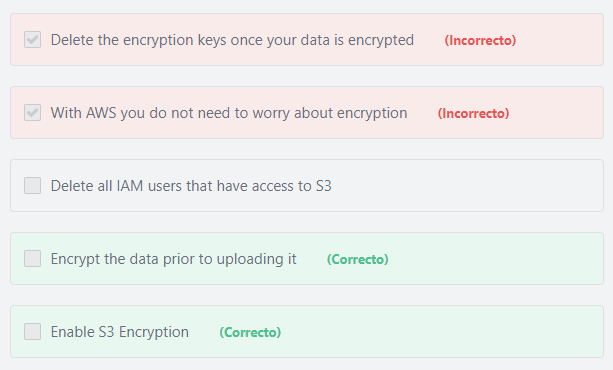 Delete the encryption keys once your data is encrypted (Incorrecto)
With AWS you do not need to worry about encryption (Incorrecto)
Delete all IAM users that have access to S3
Encrypt the data prior to uploading it (Correcto)
Enable S3 Encryption (Correcto)